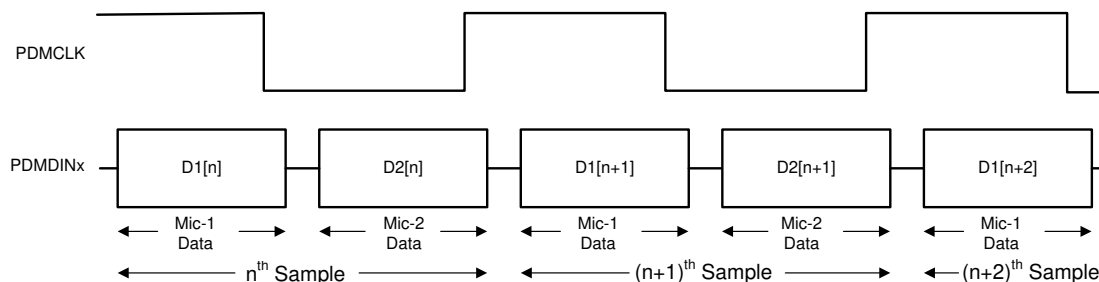 PDMCLK
PDMDINx
D1[n]
D2[n]
D1[n+1]
D2[n+1]
D1[n+2]
Mic-1
Data
Mic-2
Data
Mic-1
Data
Mic-2
Data
Mic-1
Data
nth Sample
(n+1)th Sample
(n+2)th Sample